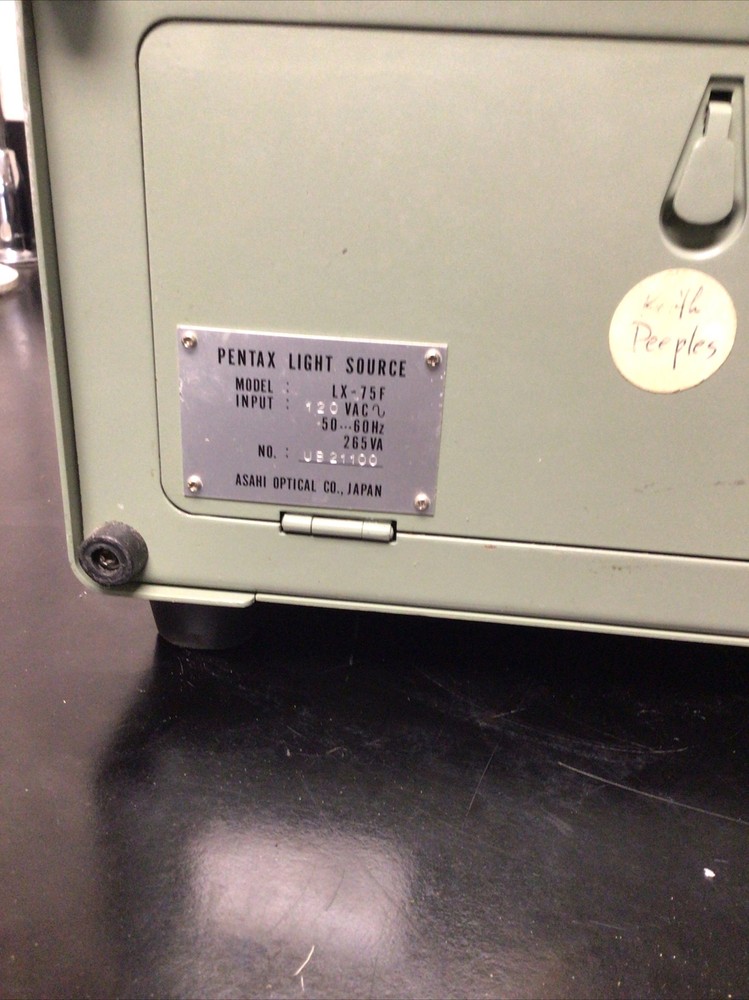 PENTAX LIGHT SOURCE
MODEL : LX-75F
INPUT : 120 VAC∿
50···60Hz
265VA
NO. : UB21100
ASAHI OPTICAL CO., JAPAN
Keith
Peeples